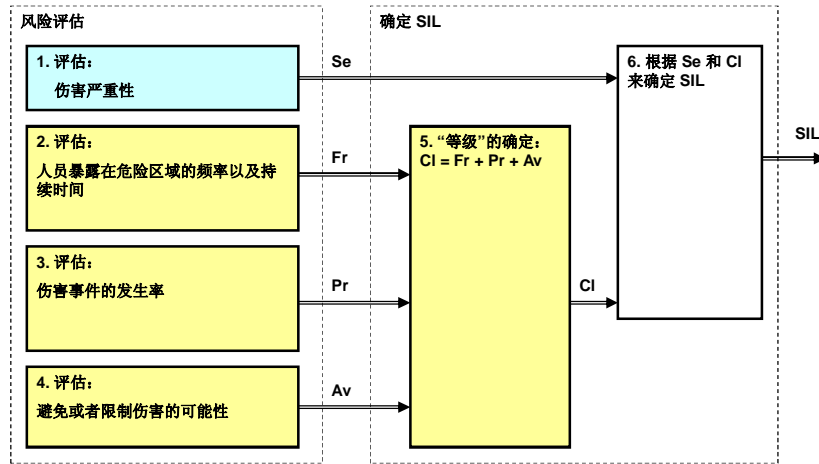 风险评估
确定 SIL
1. 评估：
伤害严重性
Se
6. 根据 Se 和 Cl
来确定 SIL
SIL
2. 评估：
人员暴露在危险区域的频率以及持
续时间
Fr
5. “等级”的确定：
Cl = Fr + Pr + Av
3. 评估：
伤害事件的发生率
Pr
Cl
4. 评估：
避免或者限制伤害的可能性
Av